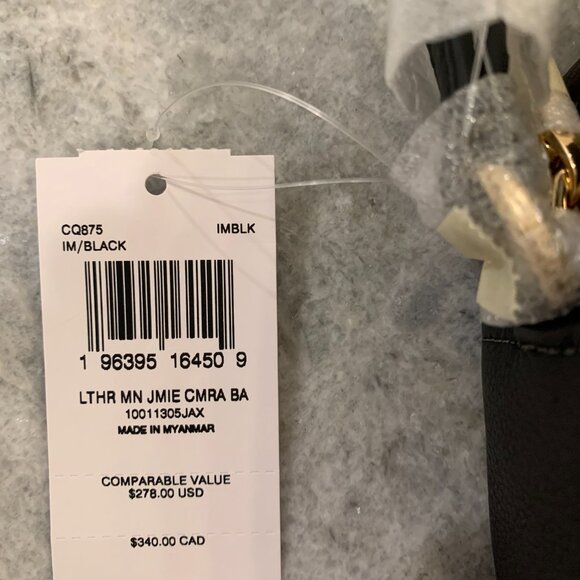 CQ875 IMBLK
IM/BLACK
1 96395 16450 9
LTHR MN JMIE CMRA BA
10011305JAX
MADE IN MYANMAR
COMPARABLE VALUE
$278.00 USD
$340.00 CAD